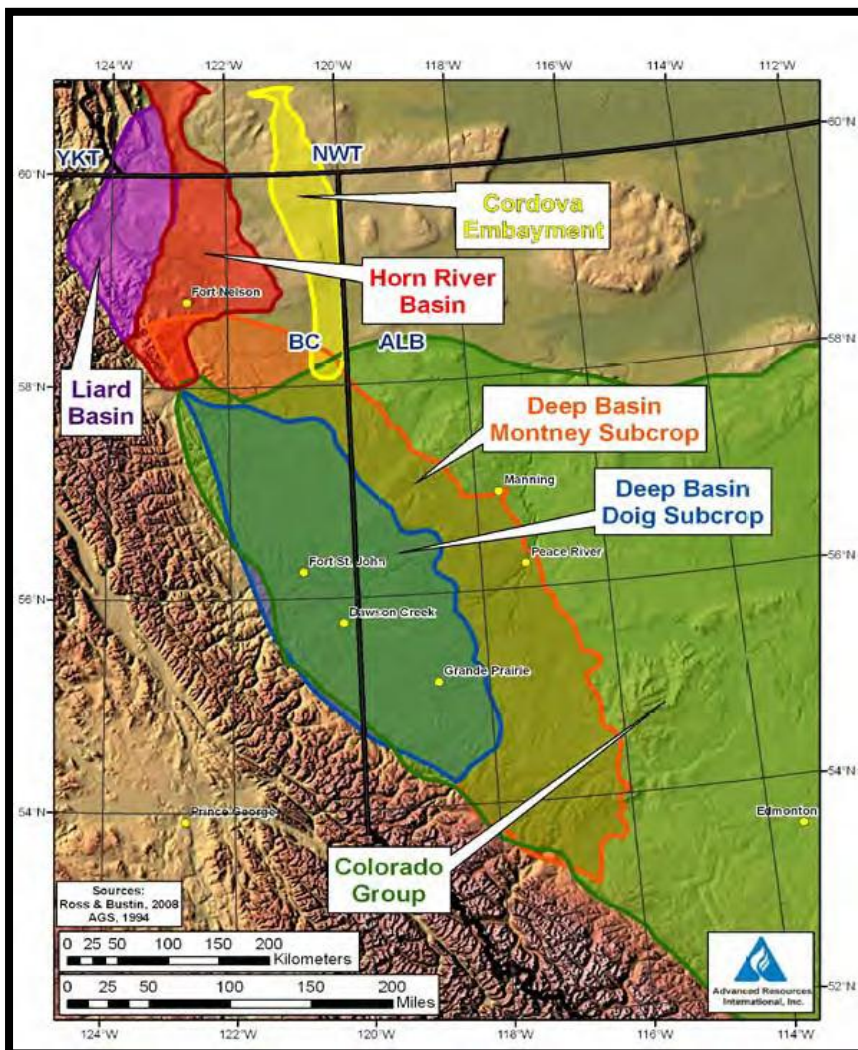 124°W 122°W 120°W 118°W 116°W 114°W 112°W
60°N
60°N
YKT
NWT
Cordova
Embayment
Horn River
Basin
Fort Nelson
BC
ALB
58°N
58°N
Liard
Basin
Deep Basin
Montney Subcrop
Manning
Deep Basin
Doig Subcrop
Peace River
56°N
Fort St. John
56°N
Dawson Creek
Grande Prairie
54°N
54°N
Prince George
Edmonton
Colorado
Group
Sources:
Ross & Bustin, 2008
AGS, 1994
0 25 50 100 150 200
Kilometers
0 25 50 100 150 200
Miles
Advanced Resources
International, Inc.
52°N
124°W 122°W 120°W 118°W 116°W 114°W